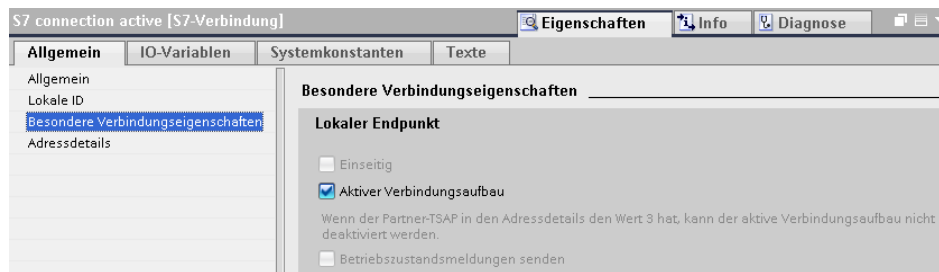 S7 connection active [S7-Verbindung]
Eigenschaften
Info
Diagnose
Allgemein
IO-Variablen
Systemkonstanten
Texte
Allgemein
Lokale ID
Besondere Verbindungseigenschaften
Adressdetails
Besondere Verbindungseigenschaften
Lokaler Endpunkt
Einseitig
Aktiver Verbindungsaufbau
Wenn der Partner-TSAP in den Adressdetails den Wert 3 hat, kann der aktive Verbindungsaufbau nicht
deaktiviert werden.
Betriebszustandsmeldungen senden